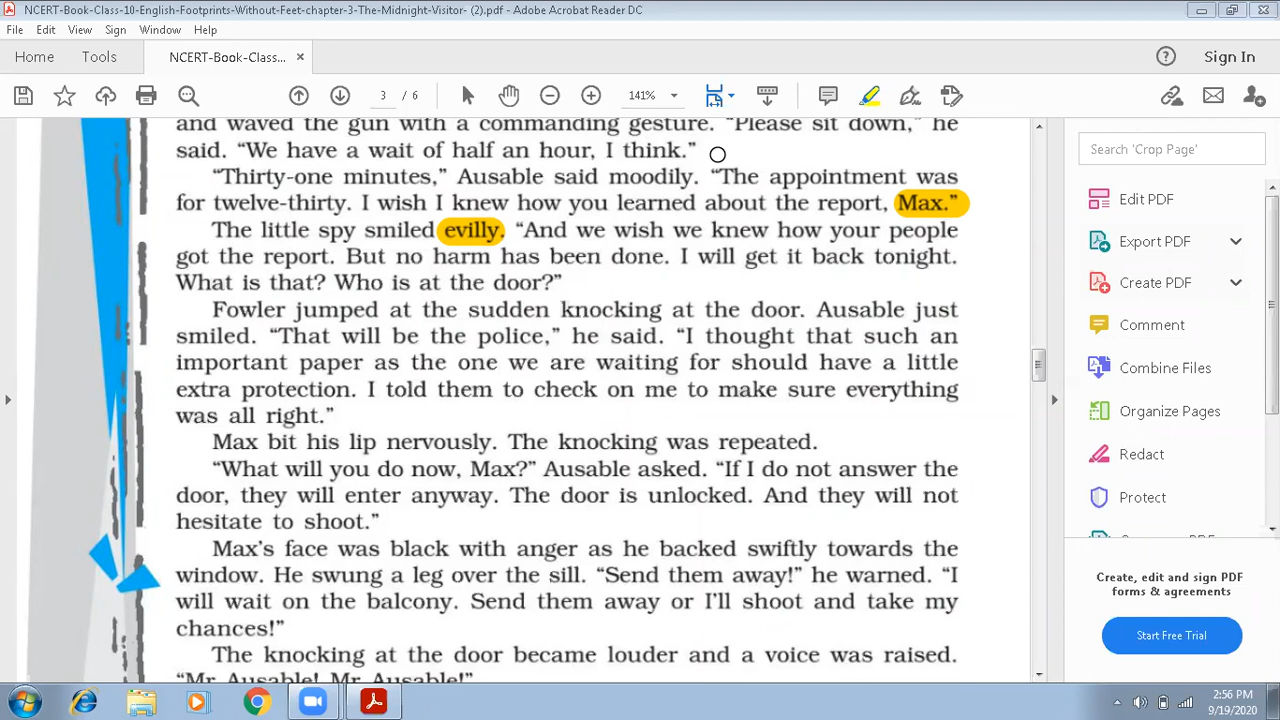 NCERT-Book-Class-10-English-Footprints-Without-Feet-chapter-3-The-Midnight-Visitor- (2).pdf - Adobe Acrobat Reader DC
File Edit View Sign Window Help
Home Tools NCERT-Book-Class... × Sign In
3 / 6 141%
and waved the gun with a commanding gesture. “Please sit down,” he
said. “We have a wait of half an hour, I think.”
“Thirty-one minutes,” Ausable said moodily. “The appointment was
for twelve-thirty. I wish I knew how you learned about the report, Max.”
The little spy smiled evilly. “And we wish we knew how your people
got the report. But no harm has been done. I will get it back tonight.
What is that? Who is at the door?”
Fowler jumped at the sudden knocking at the door. Ausable just
smiled. “That will be the police,” he said. “I thought that such an
important paper as the one we are waiting for should have a little
extra protection. I told them to check on me to make sure everything
was all right.”
Max bit his lip nervously. The knocking was repeated.
“What will you do now, Max?” Ausable asked. “If I do not answer the
door, they will enter anyway. The door is unlocked. And they will not
hesitate to shoot.”
Max’s face was black with anger as he backed swiftly towards the
window. He swung a leg over the sill. “Send them away!” he warned. “I
will wait on the balcony. Send them away or I’ll shoot and take my
chances!”
The knocking at the door became louder and a voice was raised.
“Mr Ausable! Mr Ausable!”
Search 'Crop Page'
Edit PDF
Export PDF
Create PDF
Comment
Combine Files
Organize Pages
Redact
Protect
Create, edit and sign PDF
forms & agreements
Start Free Trial
2:56 PM
9/19/2020